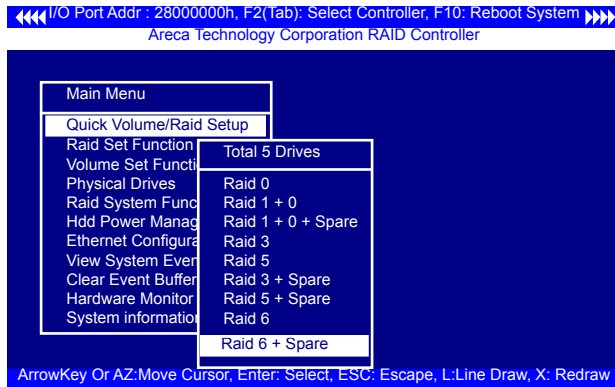 I/O Port Addr : 28000000h, F2(Tab): Select Controller, F10: Reboot System
Areca Technology Corporation RAID Controller
Main Menu
Quick Volume/Raid Setup
Raid Set Function
Volume Set Functi
Physical Drives
Raid System Func
Hdd Power Manag
Ethernet Configura
View System Even
Clear Event Buffer
Hardware Monitor
System information
Total 5 Drives
Raid 0
Raid 1 + 0
Raid 1 + 0 + Spare
Raid 3
Raid 5
Raid 3 + Spare
Raid 5 + Spare
Raid 6
Raid 6 + Spare
ArrowKey Or AZ:Move Cursor, Enter: Select, ESC: Escape, L:Line Draw, X: Redraw